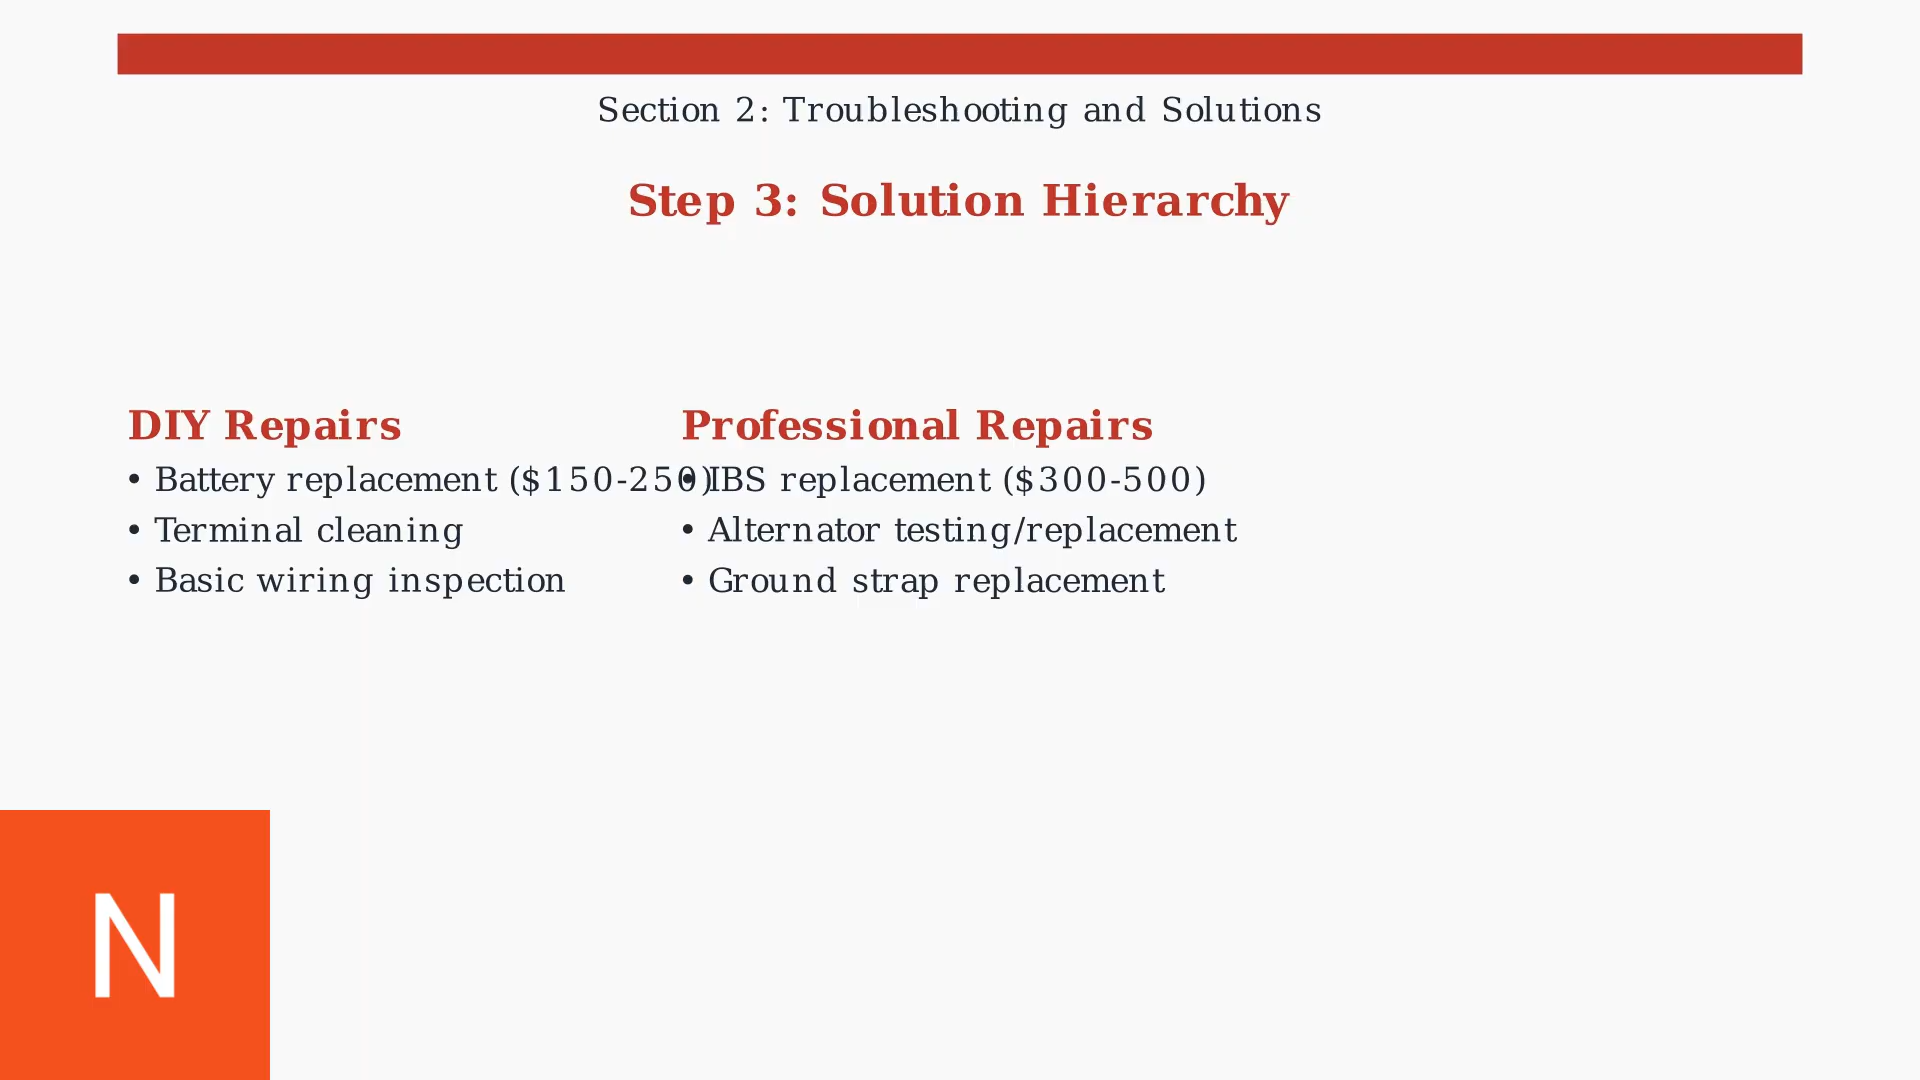 Section 2: Troubleshooting and Solutions
Step 3: Solution Hierarchy
DIY Repairs
• Battery replacement ($150-250)
• Terminal cleaning
• Basic wiring inspection
Professional Repairs
• IBS replacement ($300-500)
• Alternator testing/replacement
• Ground strap replacement
N